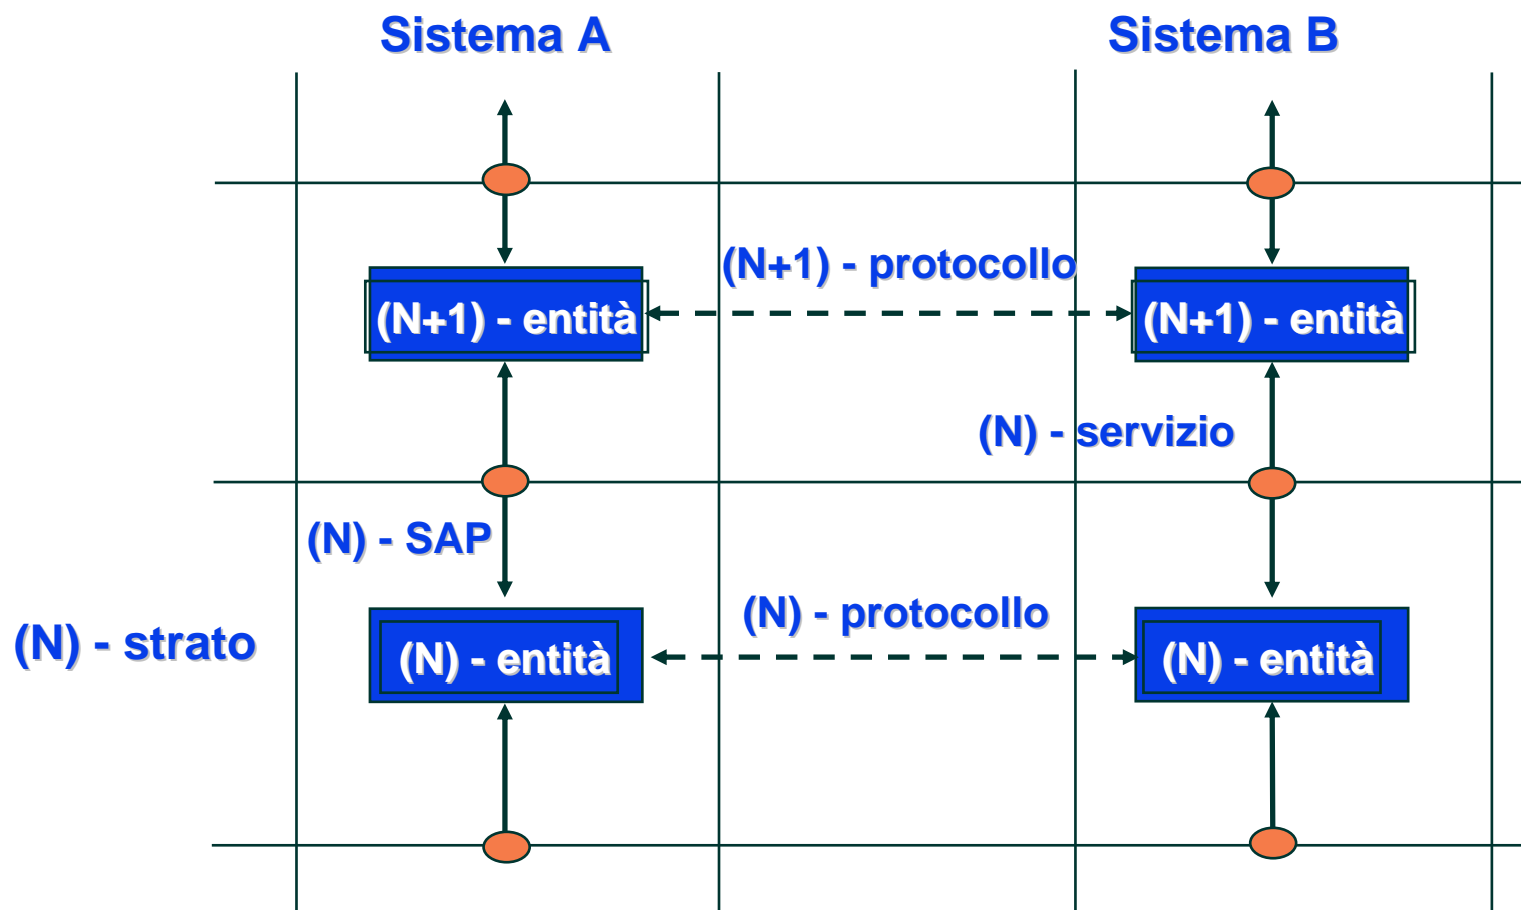 Sistema A
Sistema B
(N+1) - protocollo
(N+1) - entità
(N+1) - entità
(N) - servizio
(N) - SAP
(N) - protocollo
(N) - strato
(N) - entità
(N) - entità